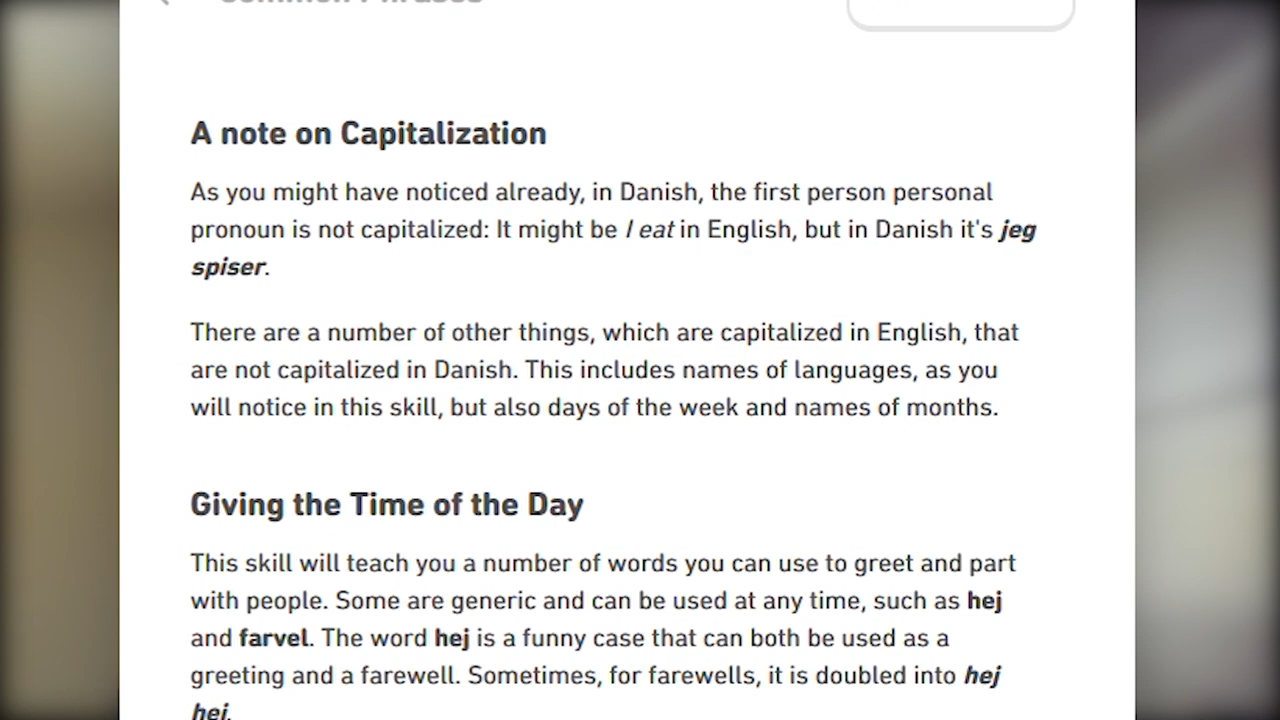 Common Phrases
A note on Capitalization
As you might have noticed already, in Danish, the first person personal
pronoun is not capitalized: It might be I eat in English, but in Danish it's jeg
spiser.
There are a number of other things, which are capitalized in English, that
are not capitalized in Danish. This includes names of languages, as you
will notice in this skill, but also days of the week and names of months.
Giving the Time of the Day
This skill will teach you a number of words you can use to greet and part
with people. Some are generic and can be used at any time, such as hej
and farvel. The word hej is a funny case that can both be used as a
greeting and a farewell. Sometimes, for farewells, it is doubled into hej
hej.